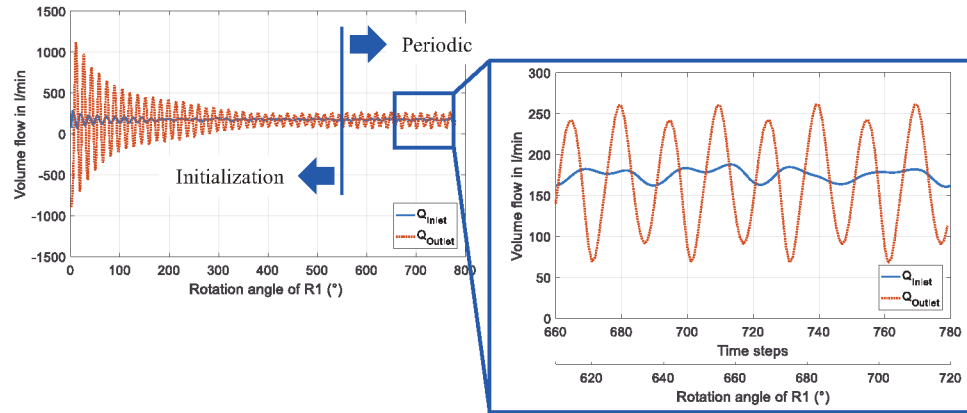 1500
1000
500
0
-500
-1000
-1500
Volume flow in l/min
0 100 200 300 400 500 600 700 800
Rotation angle of R1 (°)
Periodic
Initialization
Q_Inlet
Q_Outlet
300
250
200
150
100
50
0
Volume flow in l/min
660 680 700 720 740 760 780
Time steps
Q_Inlet
Q_Outlet
620 640 660 680 700 720
Rotation angle of R1 (°)